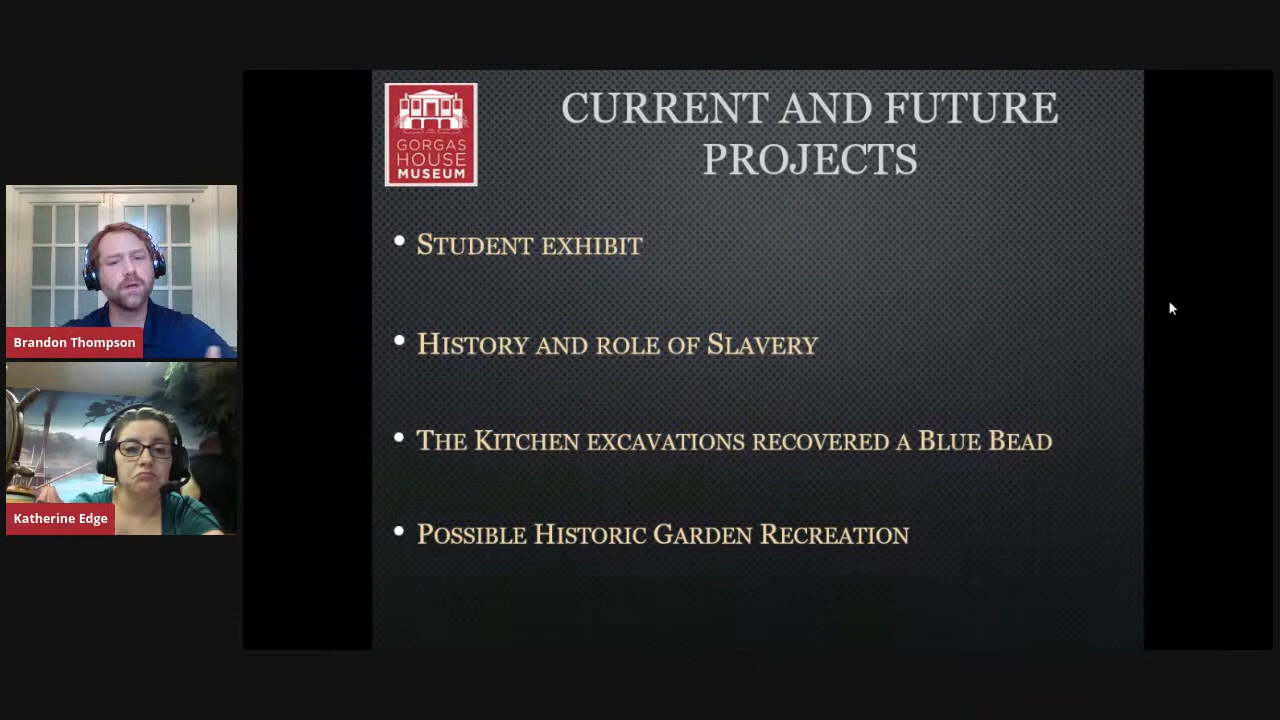 GORGAS
HOUSE
MUSEUM
CURRENT AND FUTURE
PROJECTS
• STUDENT EXHIBIT
• HISTORY AND ROLE OF SLAVERY
• THE KITCHEN EXCAVATIONS RECOVERED A BLUE BEAD
• POSSIBLE HISTORIC GARDEN RECREATION
Brandon Thompson
Katherine Edge